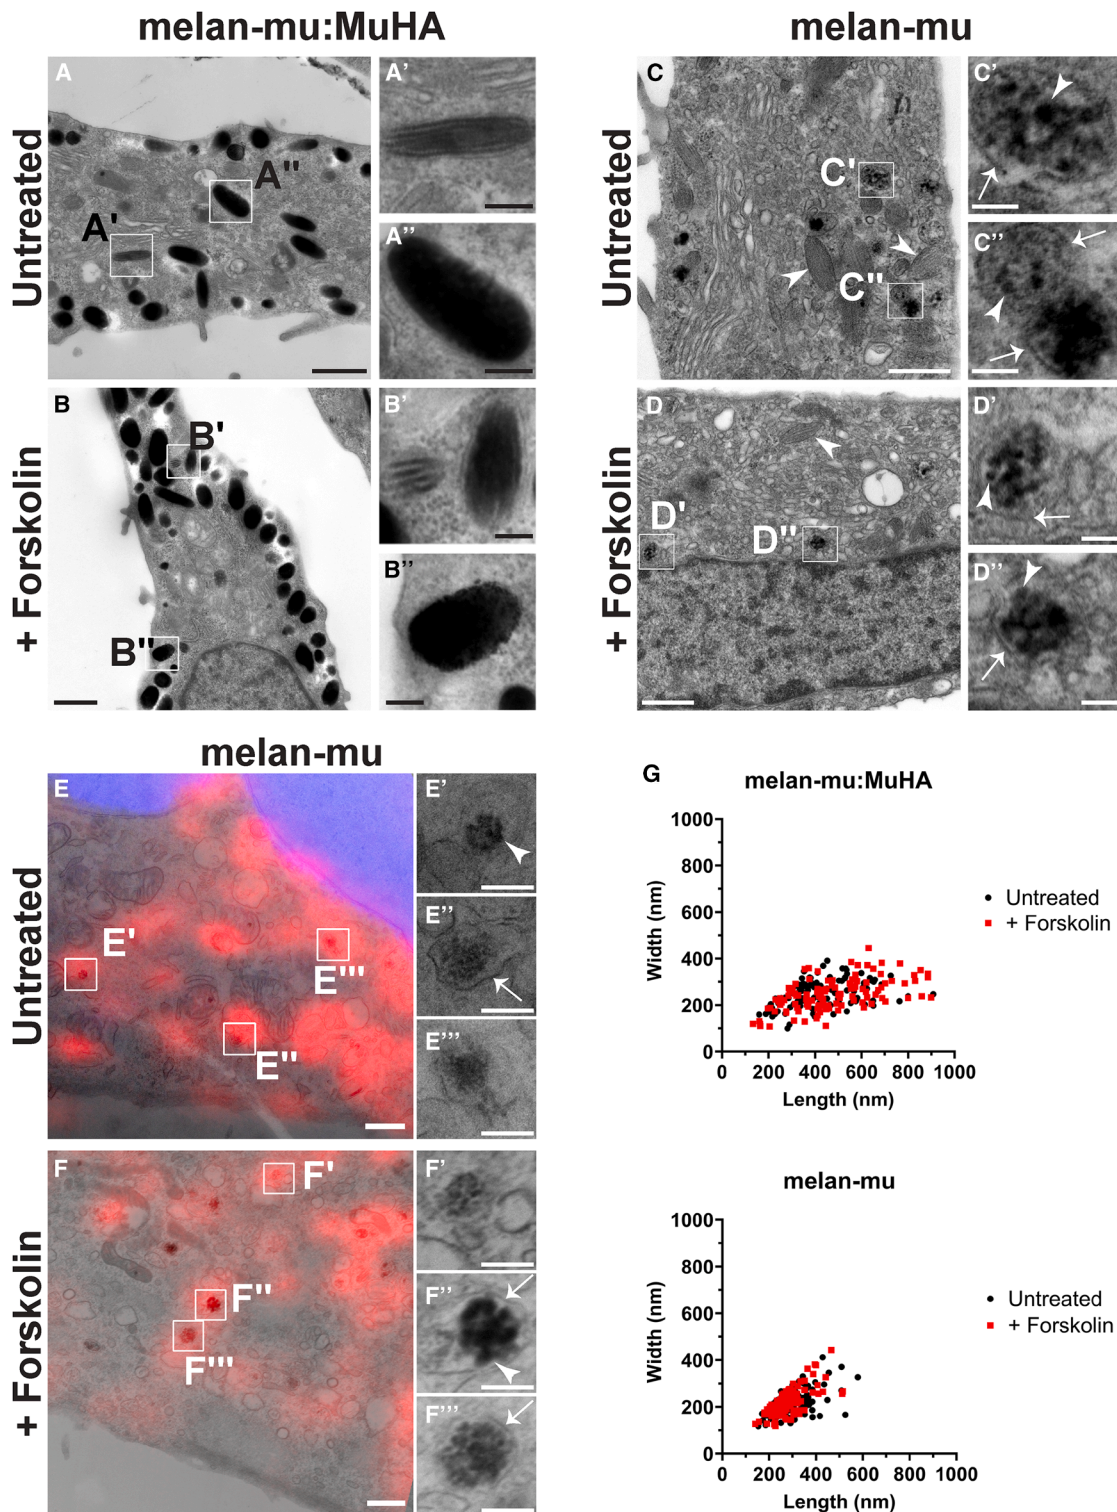 melan-mu:MuHA
melan-mu
Untreated
A
A''
A'
A'
A''
C
C'
C''
C'
C''
+ Forskolin
B
B'
B''
B'
B''
D
D'
D''
D'
D''
melan-mu
Untreated
E
E'
E'''
E''
E'
E''
E'''
+ Forskolin
F
F'
F''
F'''
F'
F''
F'''
G
melan-mu:MuHA
Width (nm)
1000
800
600
400
200
0
0 200 400 600 800 1000
Length (nm)
Untreated
+ Forskolin
melan-mu
Width (nm)
1000
800
600
400
200
0
0 200 400 600 800 1000
Length (nm)
Untreated
+ Forskolin
Untreated
+ Forskolin